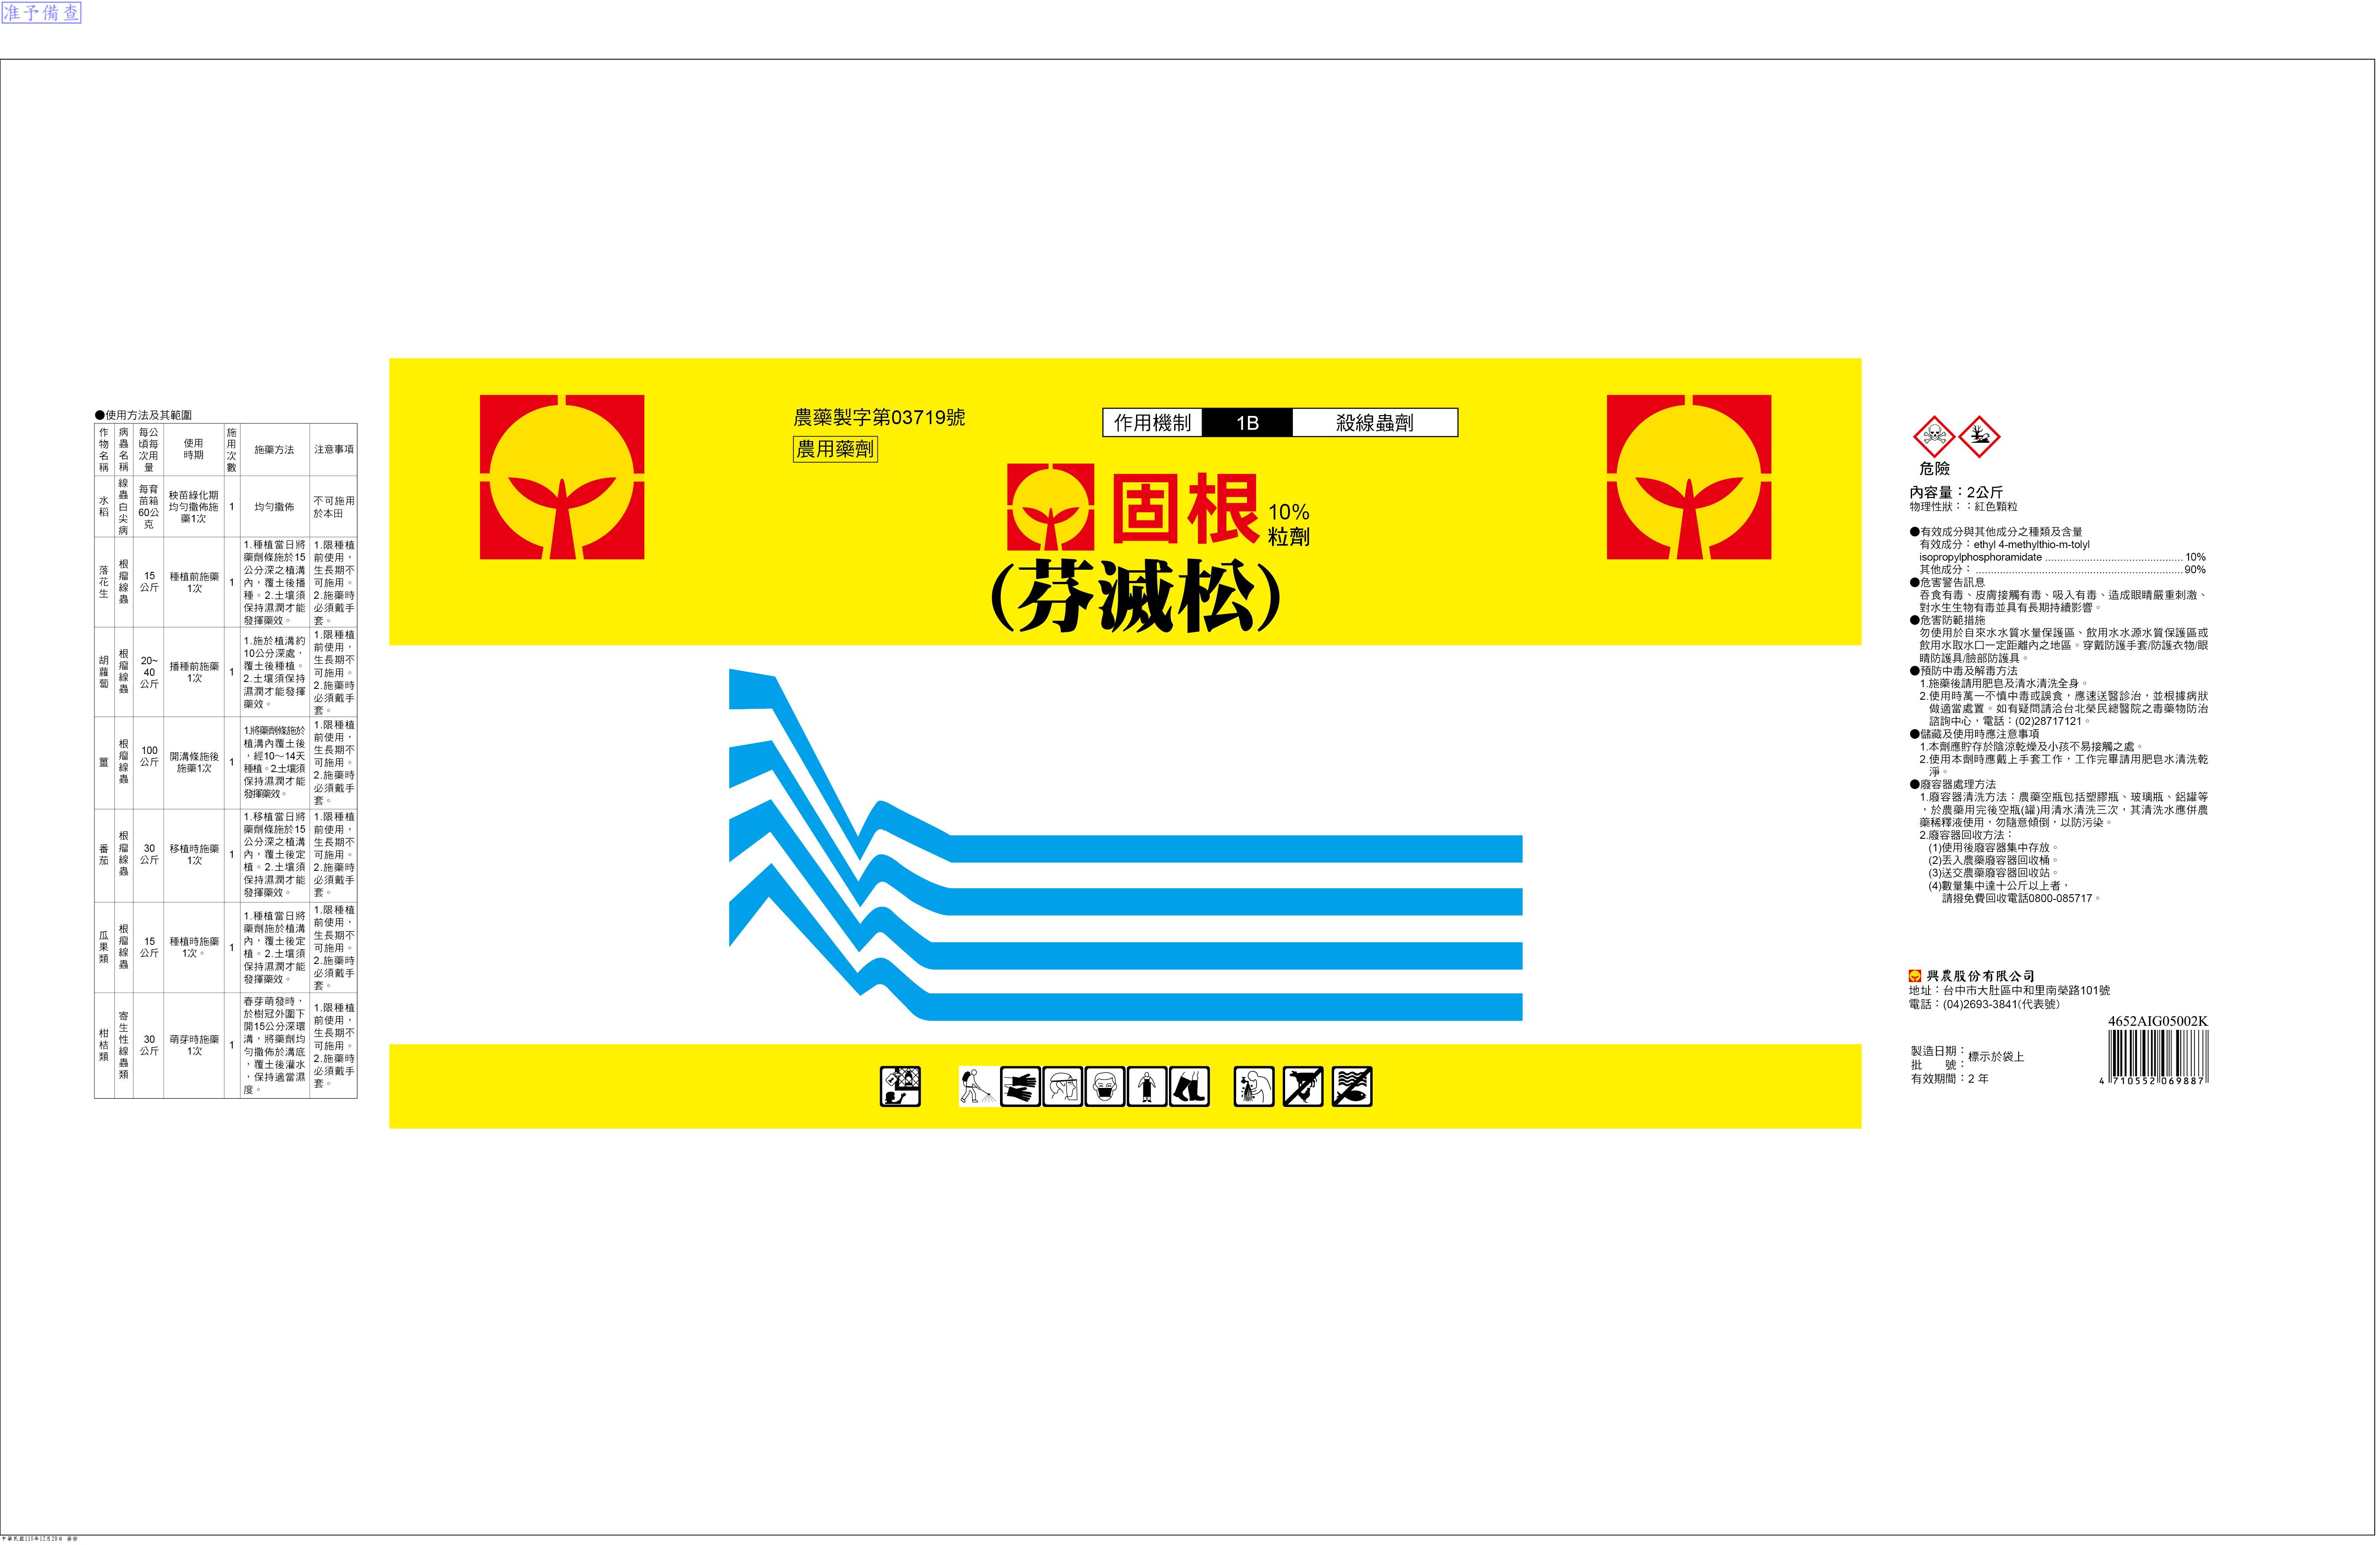 准予備查
●使用方法及其範圍
作物名稱 病蟲名稱 每公頃每次用量 使用時期 施用次數 施藥方法 注意事項
水稻 線蟲白尖病 每育苗箱60公克 秧苗綠化期均勻撒佈施藥1次 1 均勻撒佈 不可施用於本田
落花生 根瘤線蟲 15公斤 種植前施藥1次 1 1.種植當日將藥劑條施於15公分深之植溝內，覆土後播種。2.土壤須保持濕潤才能發揮藥效。 1.限種植前使用，生長期不可施用。2.施藥時必須戴手套。
胡蘿蔔 根瘤線蟲 20~40公斤 播種前施藥1次 1 1.施於植溝約10公分深處，覆土後種植。2.土壤須保持濕潤才能發揮藥效。 1.限種植前使用，生長期不可施用。2.施藥時必須戴手套。
薑 根瘤線蟲 100公斤 開溝條施後施藥1次 1 1.將藥劑條施於植溝內覆土後，經10～14天種植。2.土壤須保持濕潤才能發揮藥效。 1.限種植前使用，生長期不可施用。2.施藥時必須戴手套。
番茄 根瘤線蟲 30公斤 移植時施藥1次 1 1.移植當日將藥劑條施於15公分深之植溝內，覆土後定植。2.土壤須保持濕潤才能發揮藥效。 1.限種植前使用，生長期不可施用。2.施藥時必須戴手套。
瓜果類 根瘤線蟲 15公斤 種植時施藥1次。 1 1.種植當日將藥劑施於植溝內，覆土後定植。2.土壤須保持濕潤才能發揮藥效。 1.限種植前使用，生長期不可施用。2.施藥時必須戴手套。
柑桔類 寄生性線蟲類 30公斤 萌芽時施藥1次 1 春芽萌發時，於樹冠外圍下開15公分深環溝，將藥劑均勻撒佈於溝底，覆土後灌水，保持適當濕度。 1.限種植前使用，生長期不可施用。2.施藥時必須戴手套。
農藥製字第03719號
農用藥劑
作用機制 1B 殺線蟲劑
固根 10%
粒劑
(芬滅松)
危險
內容量：2公斤
物理性狀：：紅色顆粒
●有效成分與其他成分之種類及含量
有效成分：ethyl 4-methylthio-m-tolyl
isopropylphosphoramidate ................................................ 10%
其他成分： ........................................................................ 90%
●危害警告訊息
吞食有毒、皮膚接觸有毒、吸入有毒、造成眼睛嚴重刺激、
對水生生物有毒並具有長期持續影響。
●危害防範措施
勿使用於自來水水質水量保護區、飲用水水源水質保護區或
飲用水取水口一定距離內之地區。穿戴防護手套/防護衣物/眼
睛防護具/臉部防護具。
●預防中毒及解毒方法
1.施藥後請用肥皂及清水清洗全身。
2.使用時萬一不慎中毒或誤食，應速送醫診治，並根據病狀
做適當處置。如有疑問請洽台北榮民總醫院之毒藥物防治
諮詢中心，電話：(02)28717121。
●儲藏及使用時應注意事項
1.本劑應貯存於陰涼乾燥及小孩不易接觸之處。
2.使用本劑時應戴上手套工作，工作完畢請用肥皂水清洗乾
淨。
●廢容器處理方法
1.廢容器清洗方法：農藥空瓶包括塑膠瓶、玻璃瓶、鋁罐等
，於農藥用完後空瓶(罐)用清水清洗三次，其清洗水應併農
藥稀釋液使用，勿隨意傾倒，以防污染。
2.廢容器回收方法：
(1)使用後廢容器集中存放。
(2)丟入農藥廢容器回收桶。
(3)送交農藥廢容器回收站。
(4)數量集中達十公斤以上者，
請撥免費回收電話0800-085717。
興農股份有限公司
地址：台中市大肚區中和里南榮路101號
電話：(04)2693-3841(代表號)
4652AIG05002K
製造日期：
批　　號：標示於袋上
有效期間：2 年
4 710552 069887